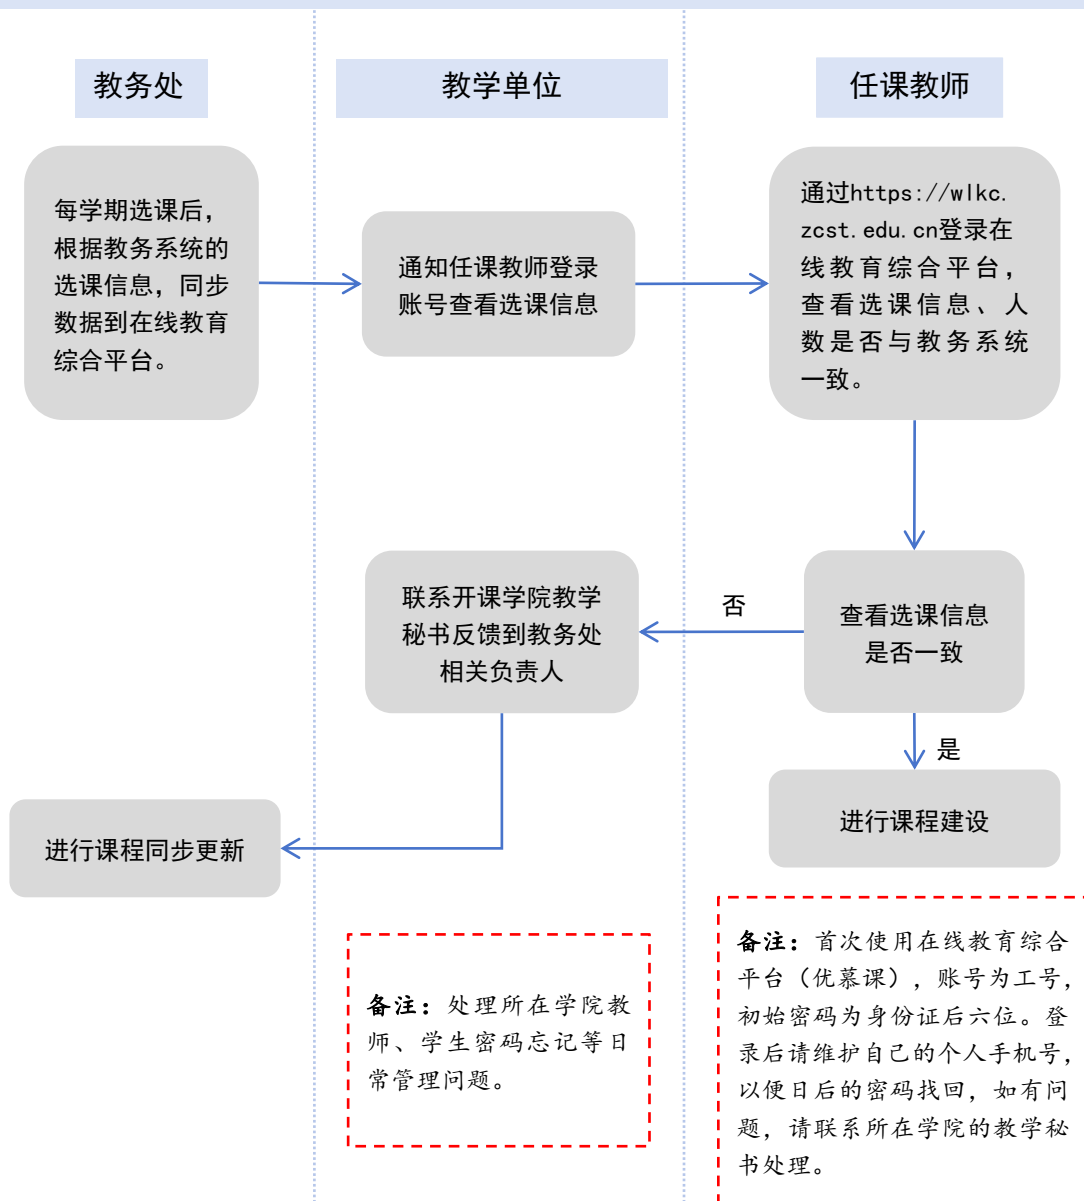 教务处
教学单位
任课教师
每学期选课后，
根据教务系统的
选课信息，同步
数据到在线教育
综合平台。
通知任课教师登录
账号查看选课信息
通过https://wlkc.
zcst.edu.cn登录在
线教育综合平台，
查看选课信息、人
数是否与教务系统
一致。
联系开课学院教学
秘书反馈到教务处
相关负责人
否
查看选课信息
是否一致
是
进行课程建设
进行课程同步更新
备注：处理所在学院教
师、学生密码忘记等日
常管理问题。
备注：首次使用在线教育综合
平台（优慕课），账号为工号，
初始密码为身份证后六位。登
录后请维护自己的个人手机号，
以便日后的密码找回，如有问
题，请联系所在学院的教学秘
书处理。